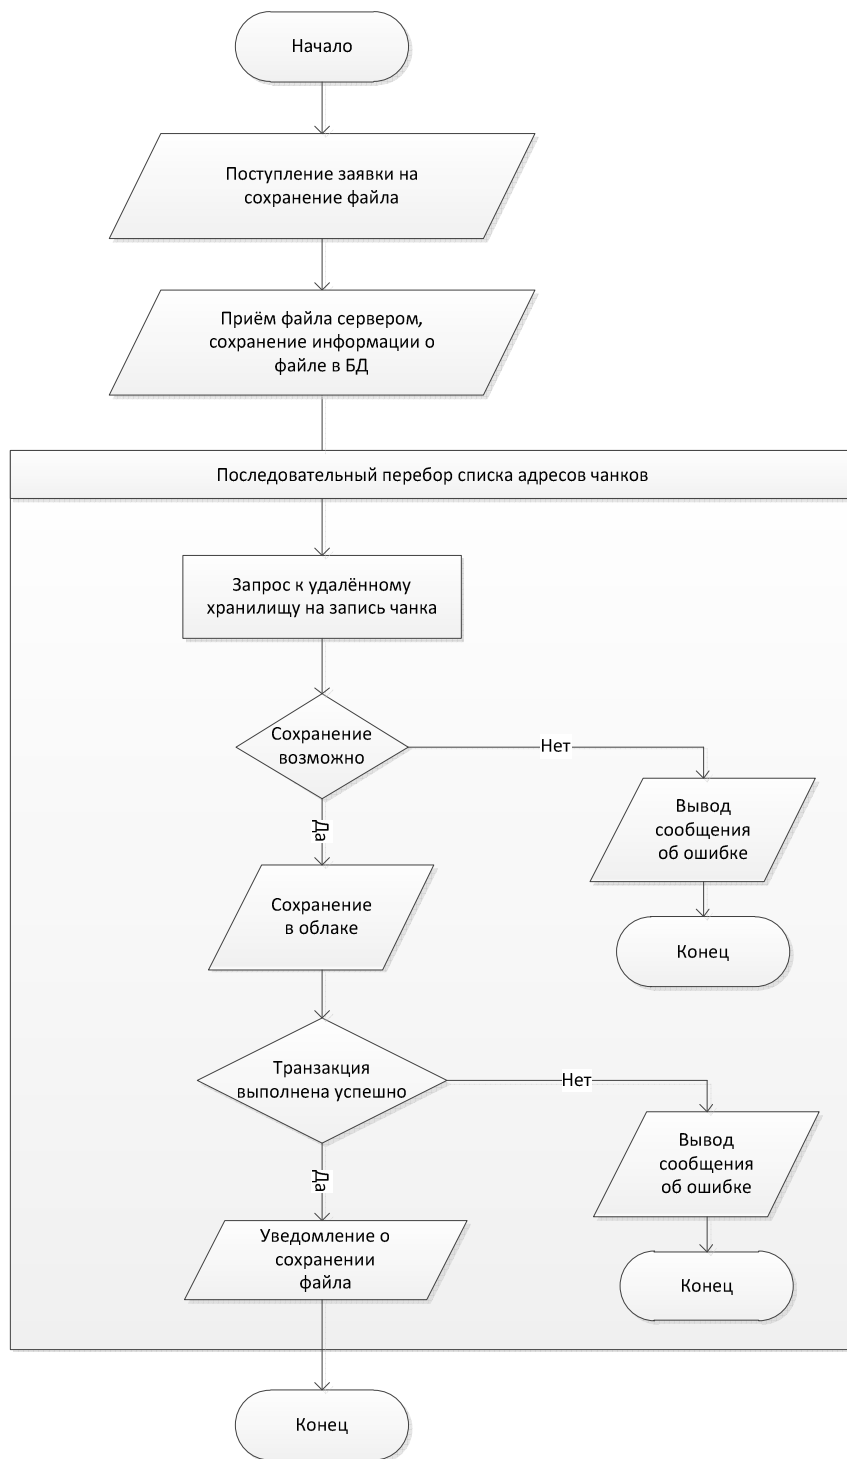 Начало
Поступление заявки на
сохранение файла
Приём файла сервером,
сохранение информации о
файле в БД
Последовательный перебор списка адресов чанков
Запрос к удалённому
хранилищу на запись чанка
Сохранение
возможно
Нет
Вывод
сообщения
об ошибке
Да
Сохранение
в облаке
Конец
Транзакция
выполнена успешно
Нет
Вывод
сообщения
об ошибке
Да
Уведомление о
сохранении
файла
Конец
Конец